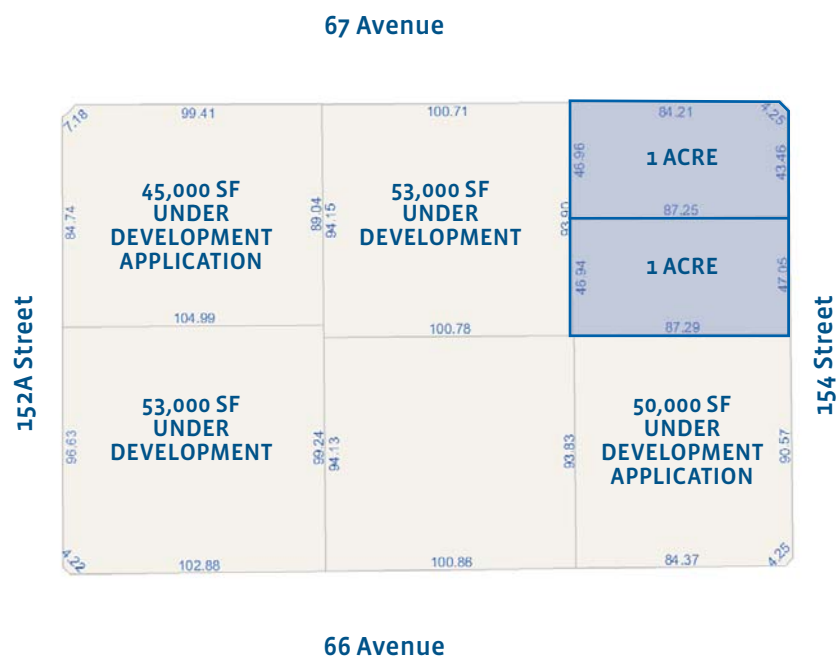 67 Avenue
7.18
99.41
100.71
84.21
4.25
84.74
45,000 SF
UNDER
DEVELOPMENT
APPLICATION
89.04
94.15
53,000 SF
UNDER
DEVELOPMENT
93.90
46.96
1 ACRE
43.46
87.25
46.94
1 ACRE
47.05
104.99
100.78
87.29
152A Street
154 Street
96.63
53,000 SF
UNDER
DEVELOPMENT
99.24
94.13
93.83
50,000 SF
UNDER
DEVELOPMENT
APPLICATION
90.57
4.22
102.88
100.86
84.37
4.25
66 Avenue